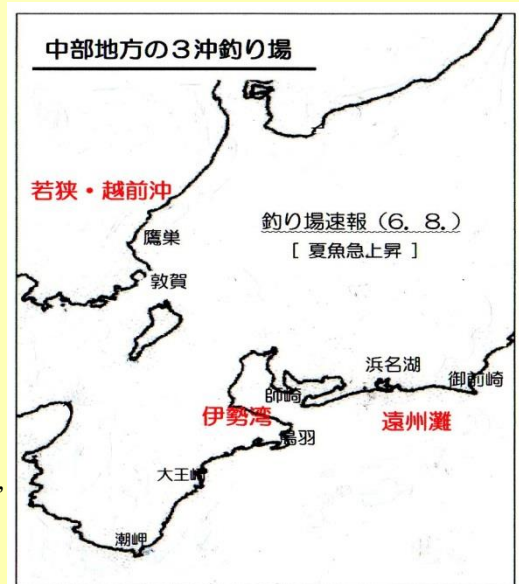 中部地方の3沖釣り場
若狭・越前沖
釣り場速報（6．8．）
[ 夏魚急上昇 ]
鷹巣
敦賀
浜名湖
御前崎
師崎
伊勢湾
遠州灘
鳥羽
大王崎
潮岬
,